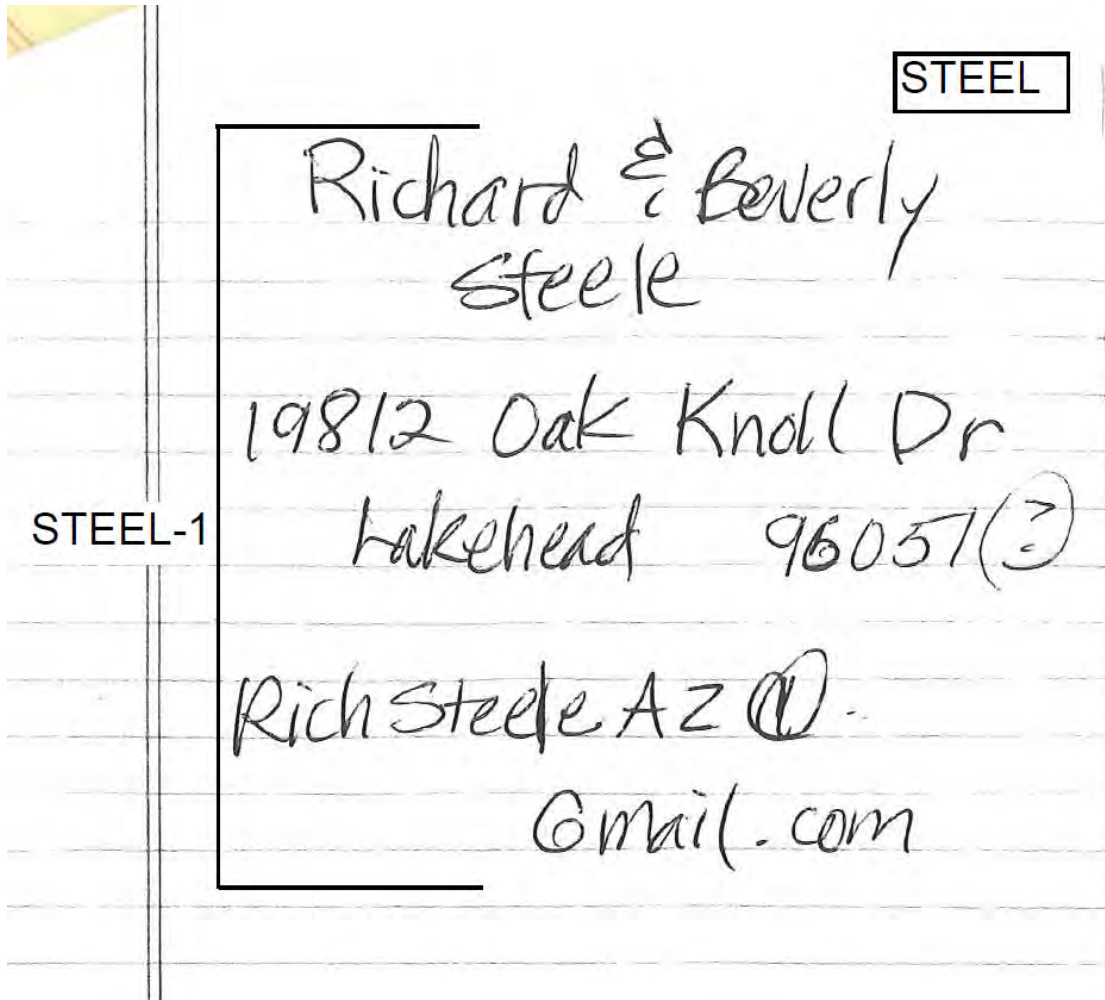 STEEL
Richard & Beverly
Steele
19812 Oak Knoll Dr
STEEL-1
Lakehead 96051(?)
RichSteeleAZ@
Gmail.com